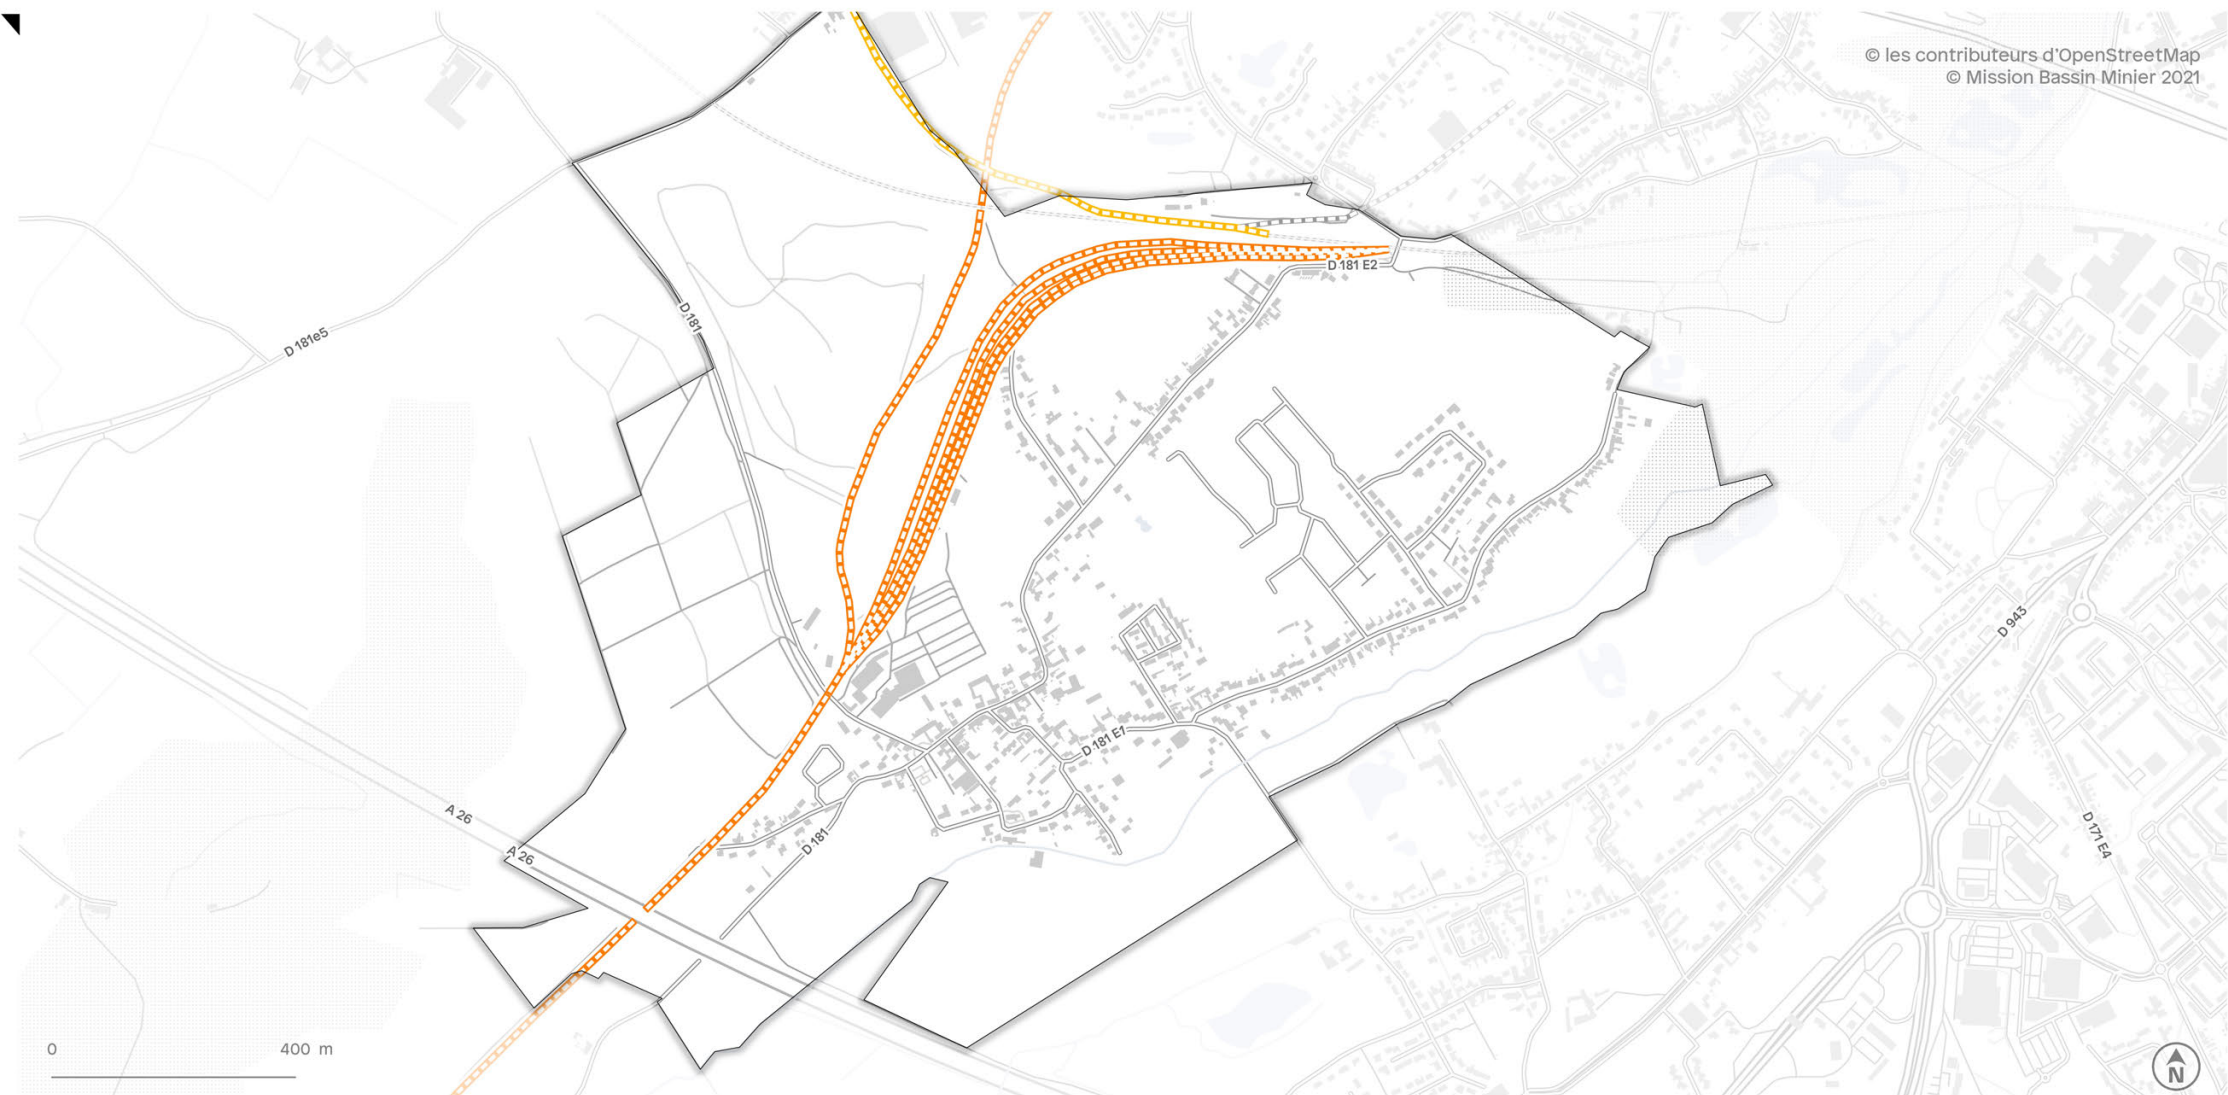 © les contributeurs d'OpenStreetMap
© Mission Bassin Minier 2021
D 181 E2
D 181
D 181e5
D 943
D 181 E1
A 26
D 171 E4
D 181
A 26
0
400 m
N